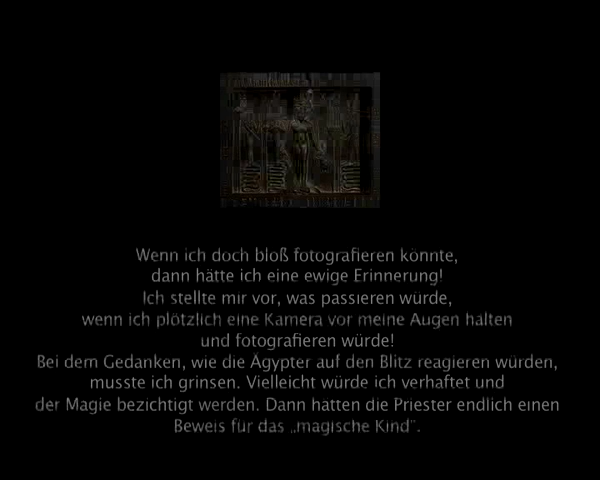 Wenn ich doch bloß fotografieren könnte,
dann hätte ich eine ewige Erinnerung!
Ich stellte mir vor, was passieren würde,
wenn ich plötzlich eine Kamera vor meine Augen halten
und fotografieren würde!
Bei dem Gedanken, wie die Ägypter auf den Blitz reagieren würden,
musste ich grinsen. Vielleicht würde ich verhaftet und
der Magie bezichtigt werden. Dann hatten die Priester endlich einen
Beweis für das „magische Kind“.